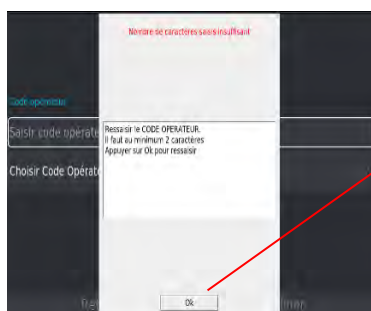 Nombre de caractères saisis insuffisant
Code opérateur
Saisir code opérate
Ressaisir le CODE OPERATEUR.
Il faut au minimum 2 caractères
Appuyer sur Ok pour ressaisir
Choisir Code Opérate
Ok